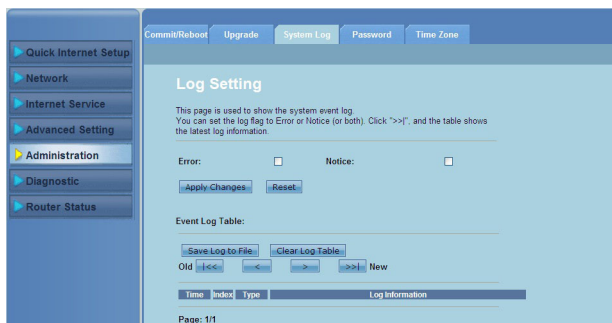 Commit/Reboot Upgrade System Log Password Time Zone
Quick Internet Setup
Network
Internet Service
Advanced Setting
Administration
Diagnostic
Router Status
Log Setting
This page is used to show the system event log.
You can set the log flag to Error or Notice (or both). Click ">>|", and the table shows
the latest log information.
Error: Notice:
Apply Changes Reset
Event Log Table:
Save Log to File Clear Log Table
Old |<< < > >>| New
Time Index Type Log Information
Page: 1/1